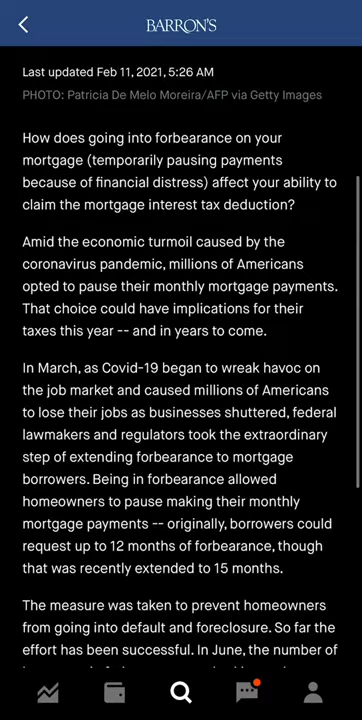 BARRON'S
Last updated Feb 11, 2021, 5:26 AM
PHOTO: Patricia De Melo Moreira/AFP via Getty Images
How does going into forbearance on your
mortgage (temporarily pausing payments
because of financial distress) affect your ability to
claim the mortgage interest tax deduction?
Amid the economic turmoil caused by the
coronavirus pandemic, millions of Americans
opted to pause their monthly mortgage payments.
That choice could have implications for their
taxes this year -- and in years to come.
In March, as Covid-19 began to wreak havoc on
the job market and caused millions of Americans
to lose their jobs as businesses shuttered, federal
lawmakers and regulators took the extraordinary
step of extending forbearance to mortgage
borrowers. Being in forbearance allowed
homeowners to pause making their monthly
mortgage payments -- originally, borrowers could
request up to 12 months of forbearance, though
that was recently extended to 15 months.
The measure was taken to prevent homeowners
from going into default and foreclosure. So far the
effort has been successful. In June, the number of